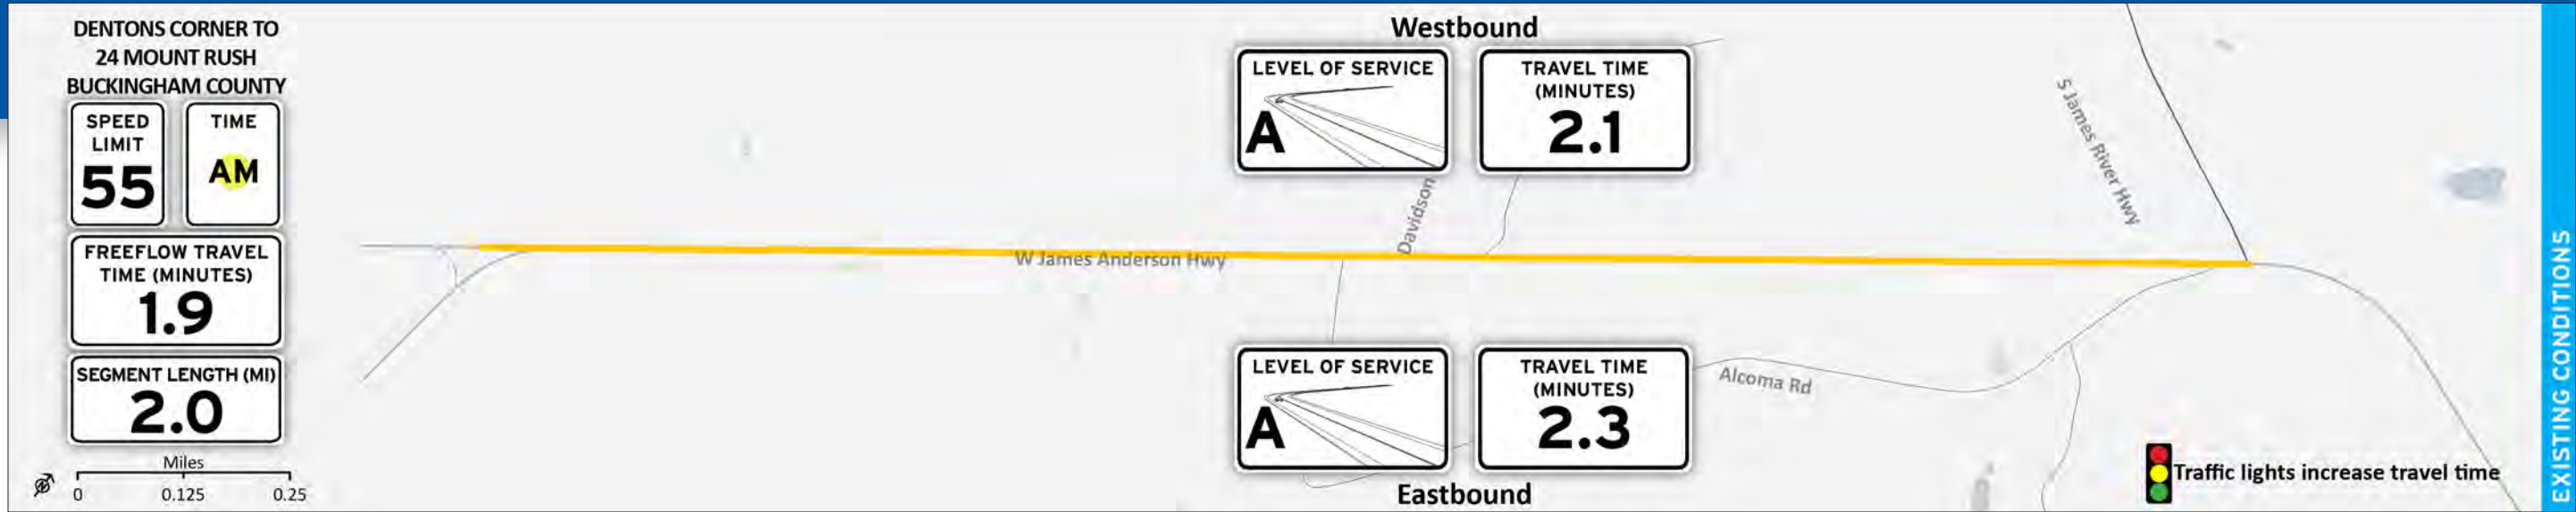 DENTONS CORNER TO
24 MOUNT RUSH
BUCKINGHAM COUNTY
SPEED
LIMIT
55
TIME
AM
FREEFLOW TRAVEL
TIME (MINUTES)
1.9
SEGMENT LENGTH (MI)
2.0
Miles
0 0.125 0.25
Westbound
LEVEL OF SERVICE
A
TRAVEL TIME
(MINUTES)
2.1
Davidson
W James Anderson Hwy
S James River Hwy
LEVEL OF SERVICE
A
TRAVEL TIME
(MINUTES)
2.3
Eastbound
Alcoma Rd
Traffic lights increase travel time
EXISTING CONDITIONS